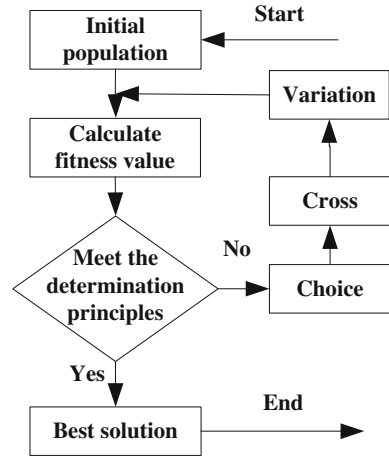 Start
Initial
population
Variation
Calculate
fitness value
Cross
Meet the
determination
principles
No
Choice
Yes
Best solution
End